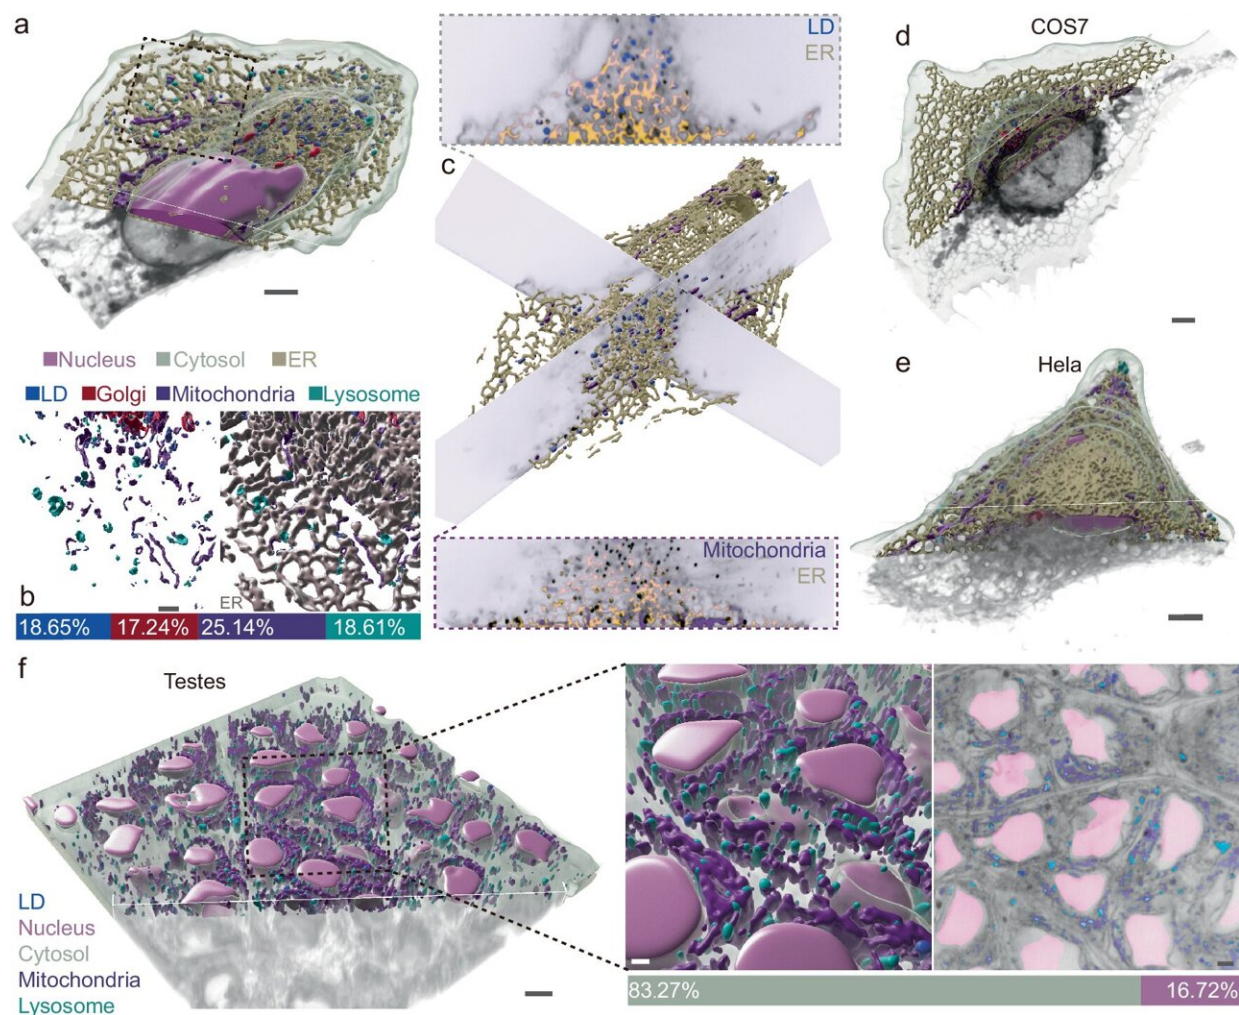 a
LD
ER
d
COS7
c
Nucleus Cytosol ER
LD Golgi Mitochondria Lysosome
e
Hela
b
ER
18.65% 17.24% 25.14% 18.61%
Mitochondria
ER
f
Testes
LD
Nucleus
Cytosol
Mitochondria
Lysosome
83.27% 16.72%